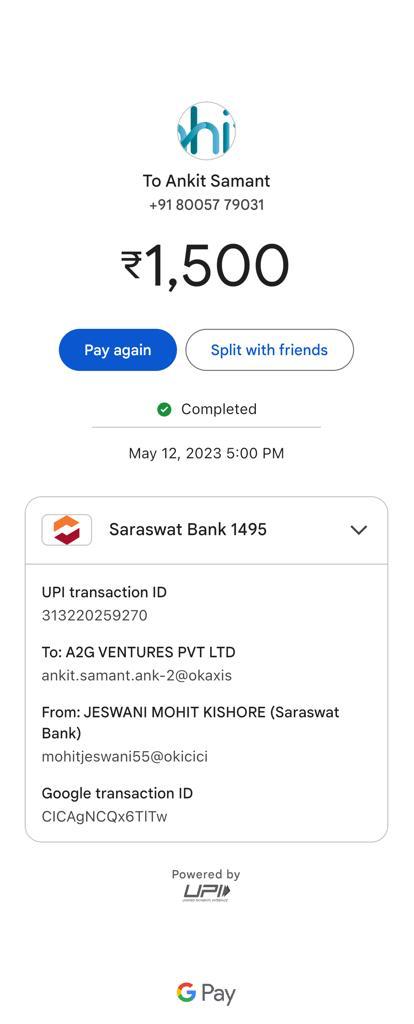 hi
To Ankit Samant
+91 80057 79031
₹1,500
Pay again
Split with friends
Completed
May 12, 2023 5:00 PM
Saraswat Bank 1495
UPI transaction ID
313220259270
To: A2G VENTURES PVT LTD
ankit.samant.ank-2@okaxis
From: JESWANI MOHIT KISHORE (Saraswat
Bank)
mohitjeswani55@okicici
Google transaction ID
CICAgNCQx6TITw
Powered by
UPI
G Pay